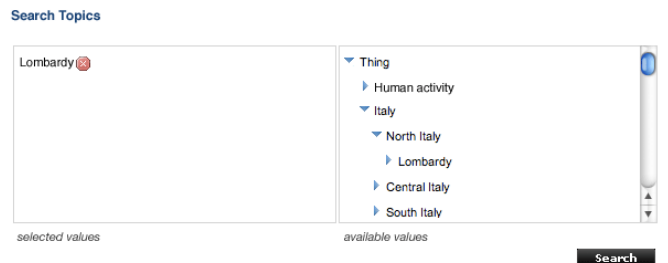 Search Topics
Lombardy
Thing
Human activity
Italy
North Italy
Lombardy
Central Italy
South Italy
selected values
available values
Search